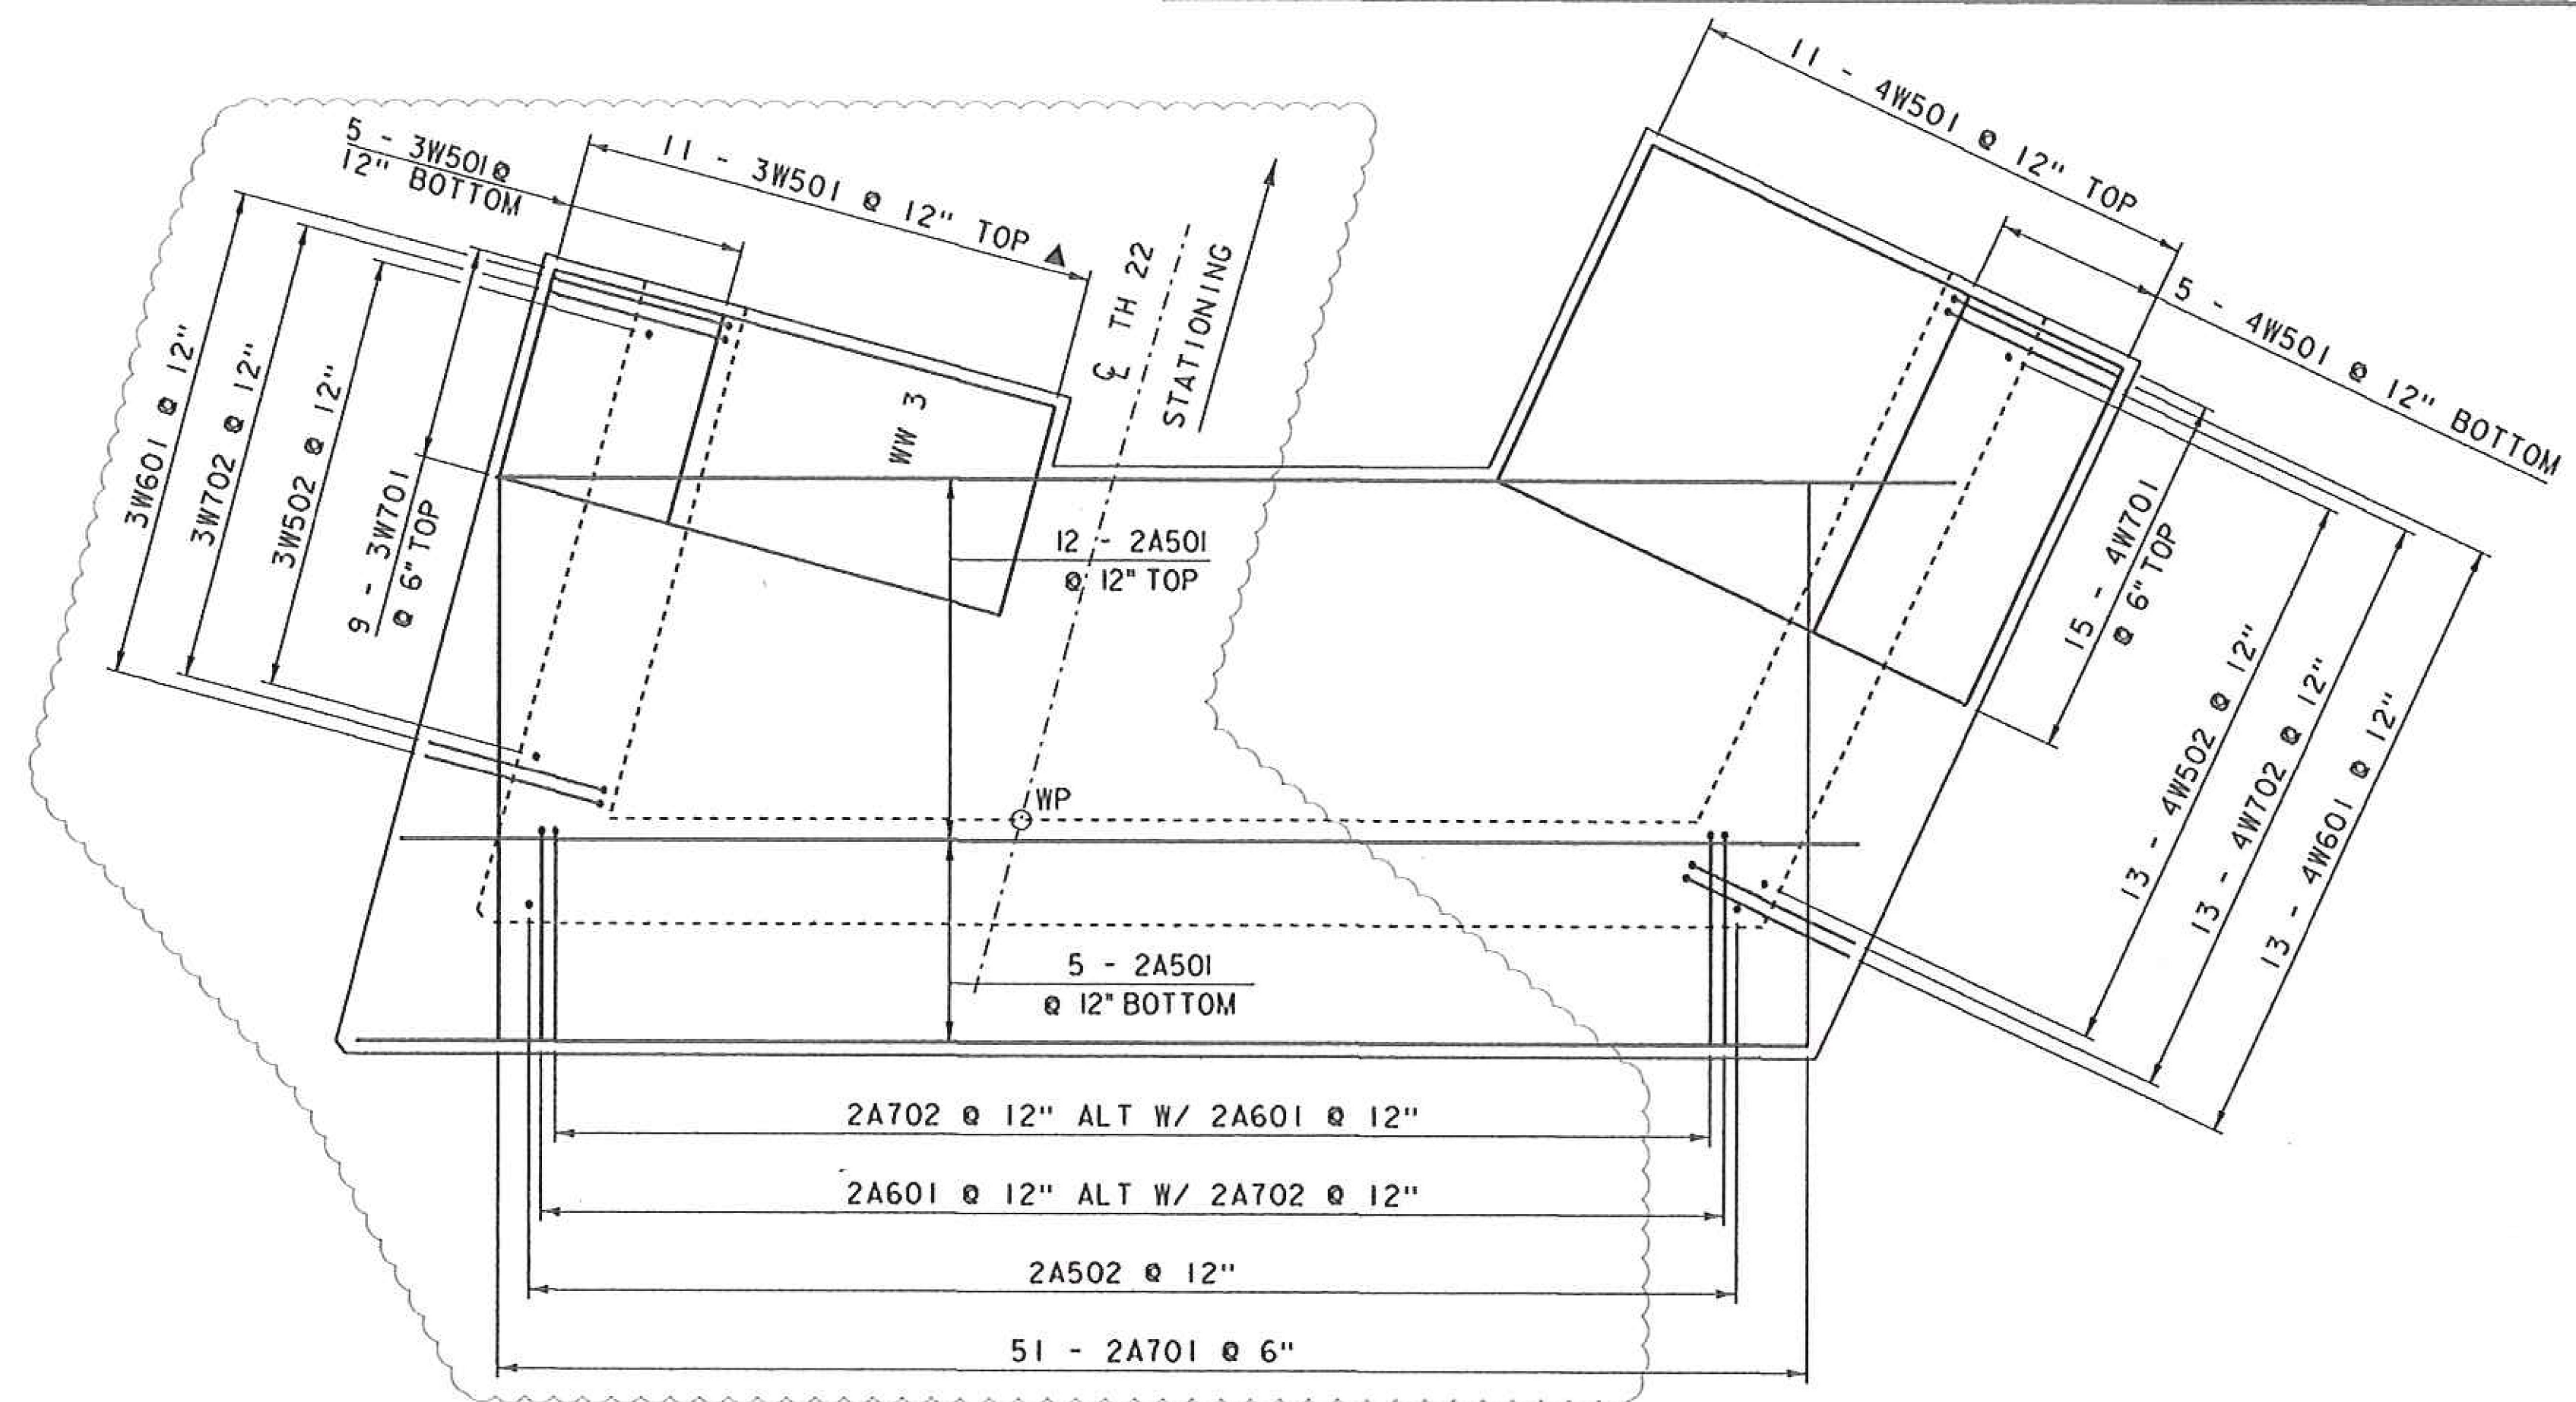 11 - 4W501 @ 12" TOP
5 - 3W501@
12" BOTTOM
11 - 3W501 @ 12" TOP
℄ TH 22
STATIONING
5 - 4W501 @ 12" BOTTOM
3W601 @ 12"
3W702 @ 12"
3W502 @ 12"
9 - 3W701
@ 6" TOP
WW 3
12 - 2A501
@ 12" TOP
15 - 4W701
@ 6" TOP
13 - 4W502 @ 12"
13 - 4W702 @ 12"
13 - 4W601 @ 12"
WP
5 - 2A501
@ 12" BOTTOM
2A702 @ 12" ALT W/ 2A601 @ 12"
2A601 @ 12" ALT W/ 2A702 @ 12"
2A502 @ 12"
51 - 2A701 @ 6"